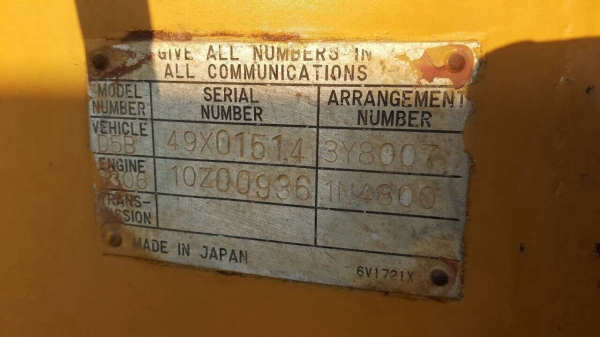 GIVE ALL NUMBERS IN
ALL COMMUNICATIONS
MODEL NUMBER SERIAL NUMBER ARRANGEMENT NUMBER
VEHICLE D5B 49X01514 3Y8007
ENGINE 3306 10Z00936 1N4800
TRANS-
MISSION
MADE IN JAPAN 6V1721X